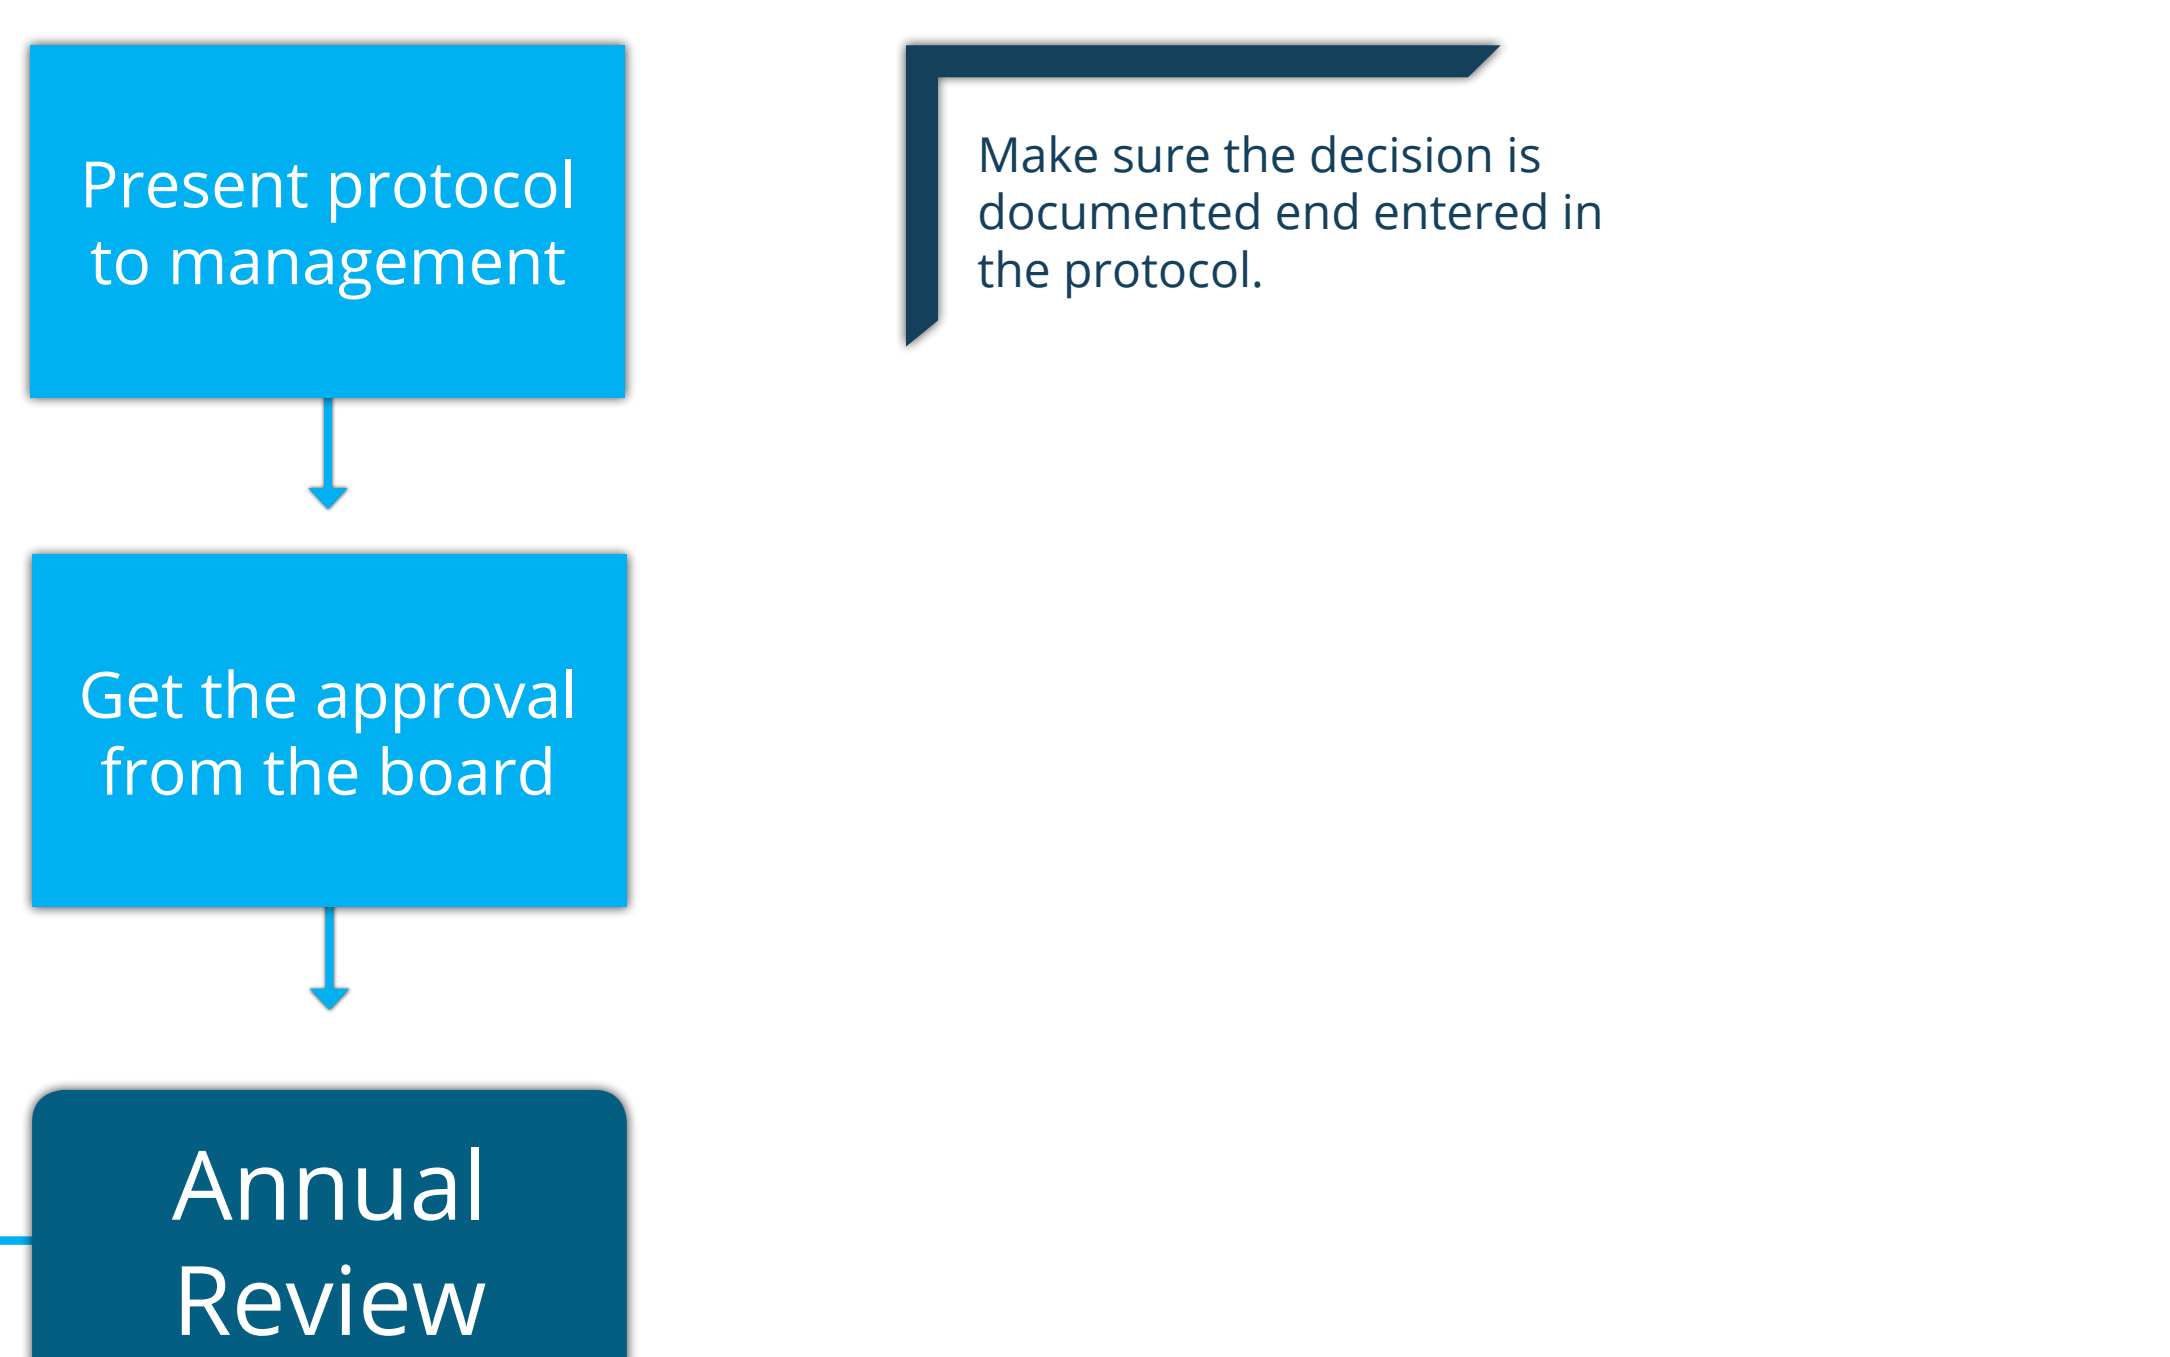 Present protocol
to management
Make sure the decision is
documented end entered in
the protocol.
Get the approval
from the board
Annual
Review